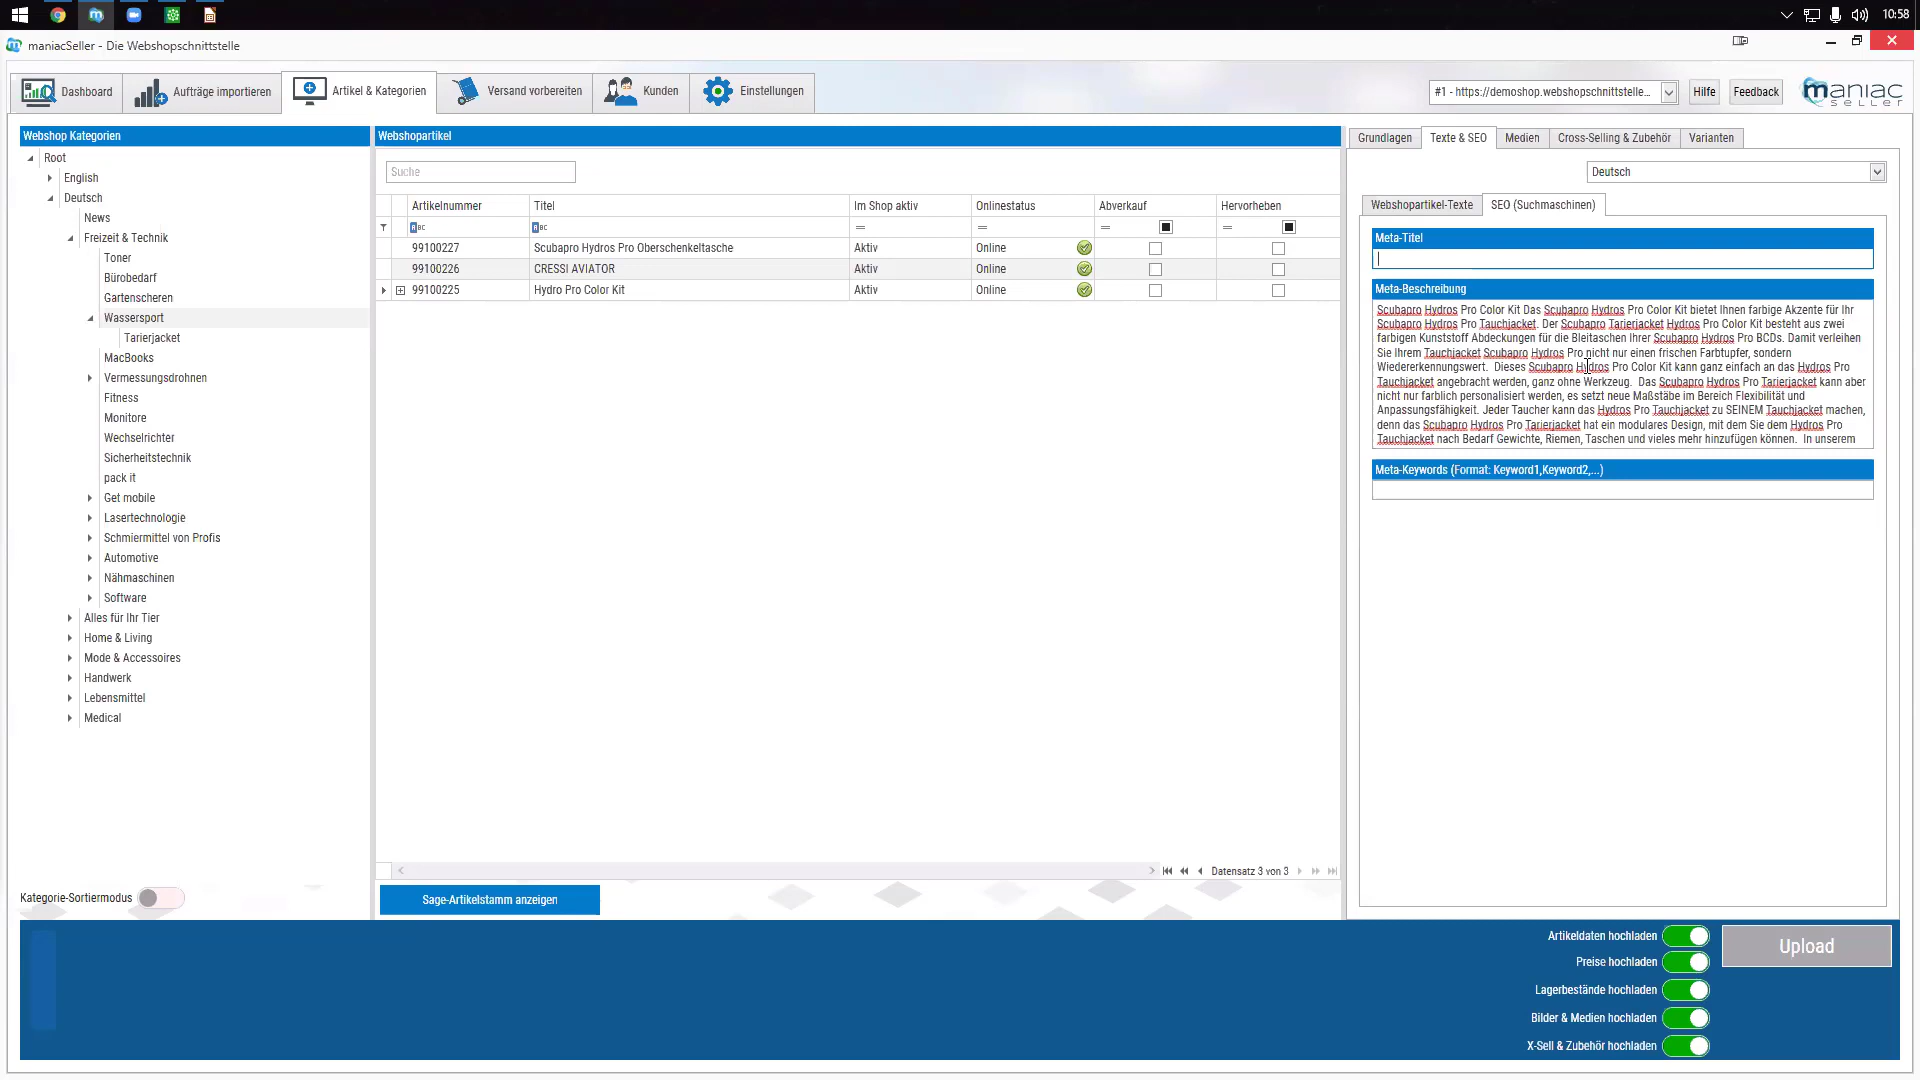 10:58
maniacSeller - Die Webshopschnittstelle
Dashboard
Aufträge importieren
Artikel & Kategorien
Versand vorbereiten
Kunden
Einstellungen
#1 - https://demoshop.webshopschnittstelle...
Hilfe
Feedback
maniac
seller
Webshop Kategorien
Root
English
Deutsch
News
Freizeit & Technik
Toner
Bürobedarf
Gartenscheren
Wassersport
Tarierjacket
MacBooks
Vermessungsdrohnen
Fitness
Monitore
Wechselrichter
Sicherheitstechnik
pack it
Get mobile
Lasertechnologie
Schmiermittel von Profis
Automotive
Nähmaschinen
Software
Alles für Ihr Tier
Home & Living
Mode & Accessoires
Handwerk
Lebensmittel
Medical
Kategorie-Sortiermodus
Webshopartikel
Suche
Artikelnummer Titel Im Shop aktiv Onlinestatus Abverkauf Hervorheben
ABC ABC = = = =
99100227 Scubapro Hydros Pro Oberschenkeltasche Aktiv Online
99100226 CRESSI AVIATOR Aktiv Online
99100225 Hydro Pro Color Kit Aktiv Online
Datensatz 3 von 3
Sage-Artikelstamm anzeigen
Grundlagen
Texte & SEO
Medien
Cross-Selling & Zubehör
Varianten
Deutsch
Webshopartikel-Texte
SEO (Suchmaschinen)
Meta-Titel
Meta-Beschreibung
Scubapro Hydros Pro Color Kit Das Scubapro Hydros Pro Color Kit bietet Ihnen farbige Akzente für Ihr
Scubapro Hydros Pro Tauchjacket. Der Scubapro Tarierjacket Hydros Pro Color Kit besteht aus zwei
farbigen Kunststoff Abdeckungen für die Bleitaschen Ihrer Scubapro Hydros Pro BCDs. Damit verleihen
Sie Ihrem Tauchjacket Scubapro Hydros Pro nicht nur einen frischen Farbtupfer, sondern
Wiedererkennungswert. Dieses Scubapro Hydros Pro Color Kit kann ganz einfach an das Hydros Pro
Tauchjacket angebracht werden, ganz ohne Werkzeug. Das Scubapro Hydros Pro Tarierjacket kann aber
nicht nur farblich personalisiert werden, es setzt neue Maßstäbe im Bereich Flexibilität und
Anpassungsfähigkeit. Jeder Taucher kann das Hydros Pro Tauchjacket zu SEINEM Tauchjacket machen,
denn das Scubapro Hydros Pro Tarierjacket hat ein modulares Design, mit dem Sie dem Hydros Pro
Tauchjacket nach Bedarf Gewichte, Riemen, Taschen und vieles mehr hinzufügen können. In unserem
Meta-Keywords (Format: Keyword1,Keyword2,...)
Artikeldaten hochladen
Preise hochladen
Lagerbestände hochladen
Bilder & Medien hochladen
X-Sell & Zubehör hochladen
Upload